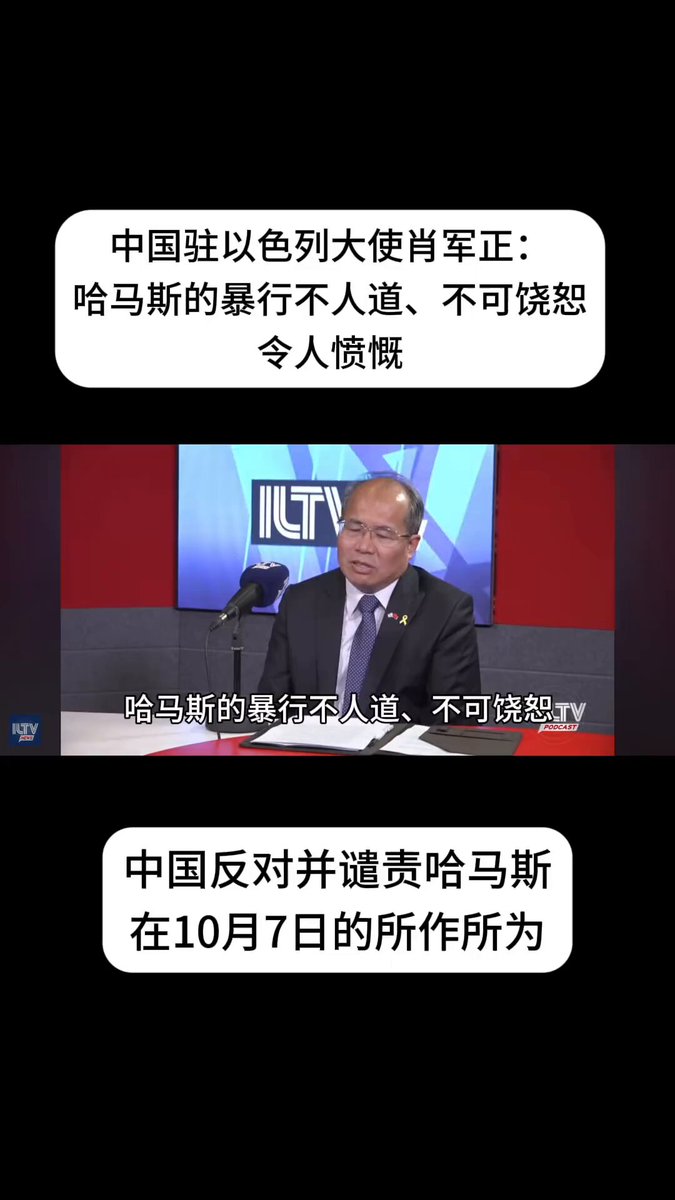 中国驻以色列大使肖军正：
哈马斯的暴行不人道、不可饶恕
令人愤慨
ILTV
哈马斯的暴行不人道、不可饶恕
ILTV
NEWS
ILTV
PODCAST
中国反对并谴责哈马斯
在10月7日的所作所为